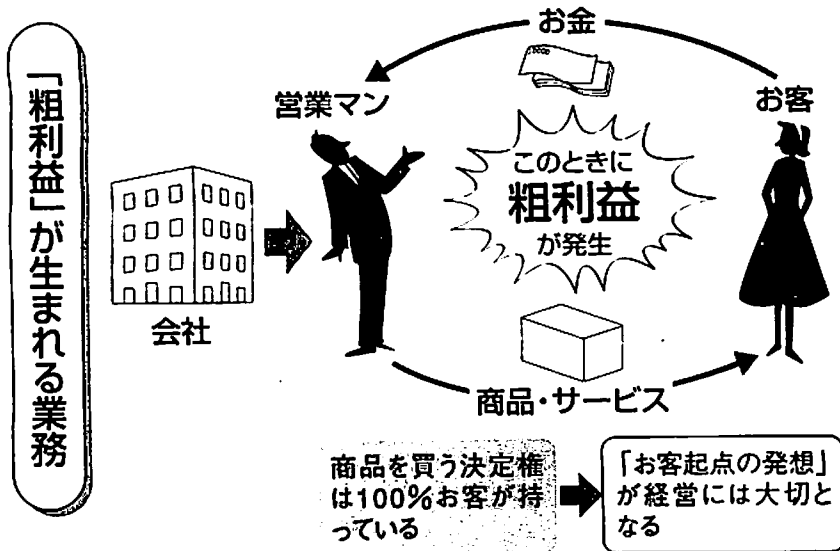 「粗利益」が生まれる業務
お金
営業マン
お客
このときに
粗利益
が発生
会社
商品・サービス
商品を買う決定権
は100%お客が持
っている
「お客起点の発想」
が経営には大切と
なる